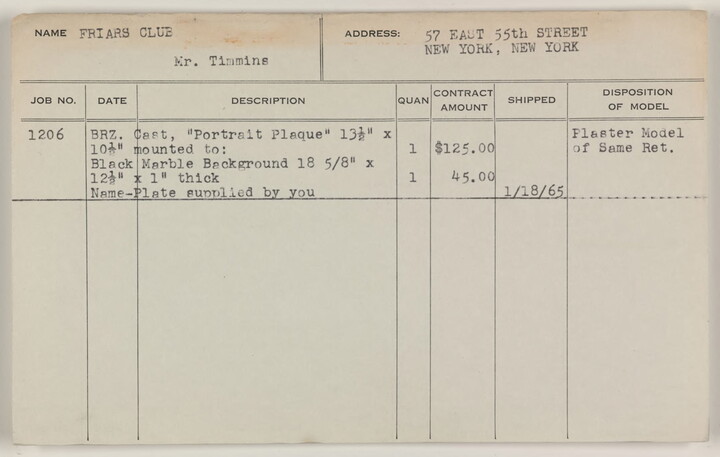 NAME FRIARS CLUB
Mr. Timmins
ADDRESS: 57 EAST 55th STREET
NEW YORK, NEW YORK
JOB NO. DATE DESCRIPTION QUAN CONTRACT AMOUNT SHIPPED DISPOSITION OF MODEL
1206 BRZ. Cast, "Portrait Plaque" 13½" x Plaster Model
10½" mounted to: 1 $125.00 of Same Ret.
Black Marble Background 18 5/8" x
12½" x 1" thick 1 45.00
Name-Plate supplied by you 1/18/65